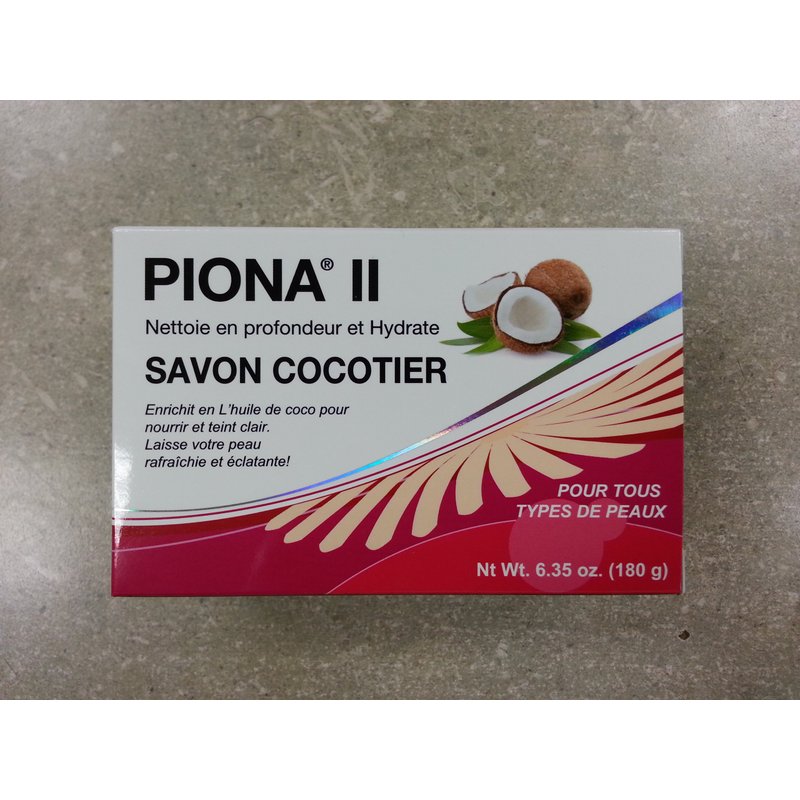 PIONA® II
Nettoie en profondeur et Hydrate
SAVON COCOTIER
Enrichit en L'huile de coco pour
nourrir et teint clair.
Laisse votre peau
rafraîchie et éclatante!
POUR TOUS
TYPES DE PEAUX
Nt Wt. 6.35 oz. (180 g)